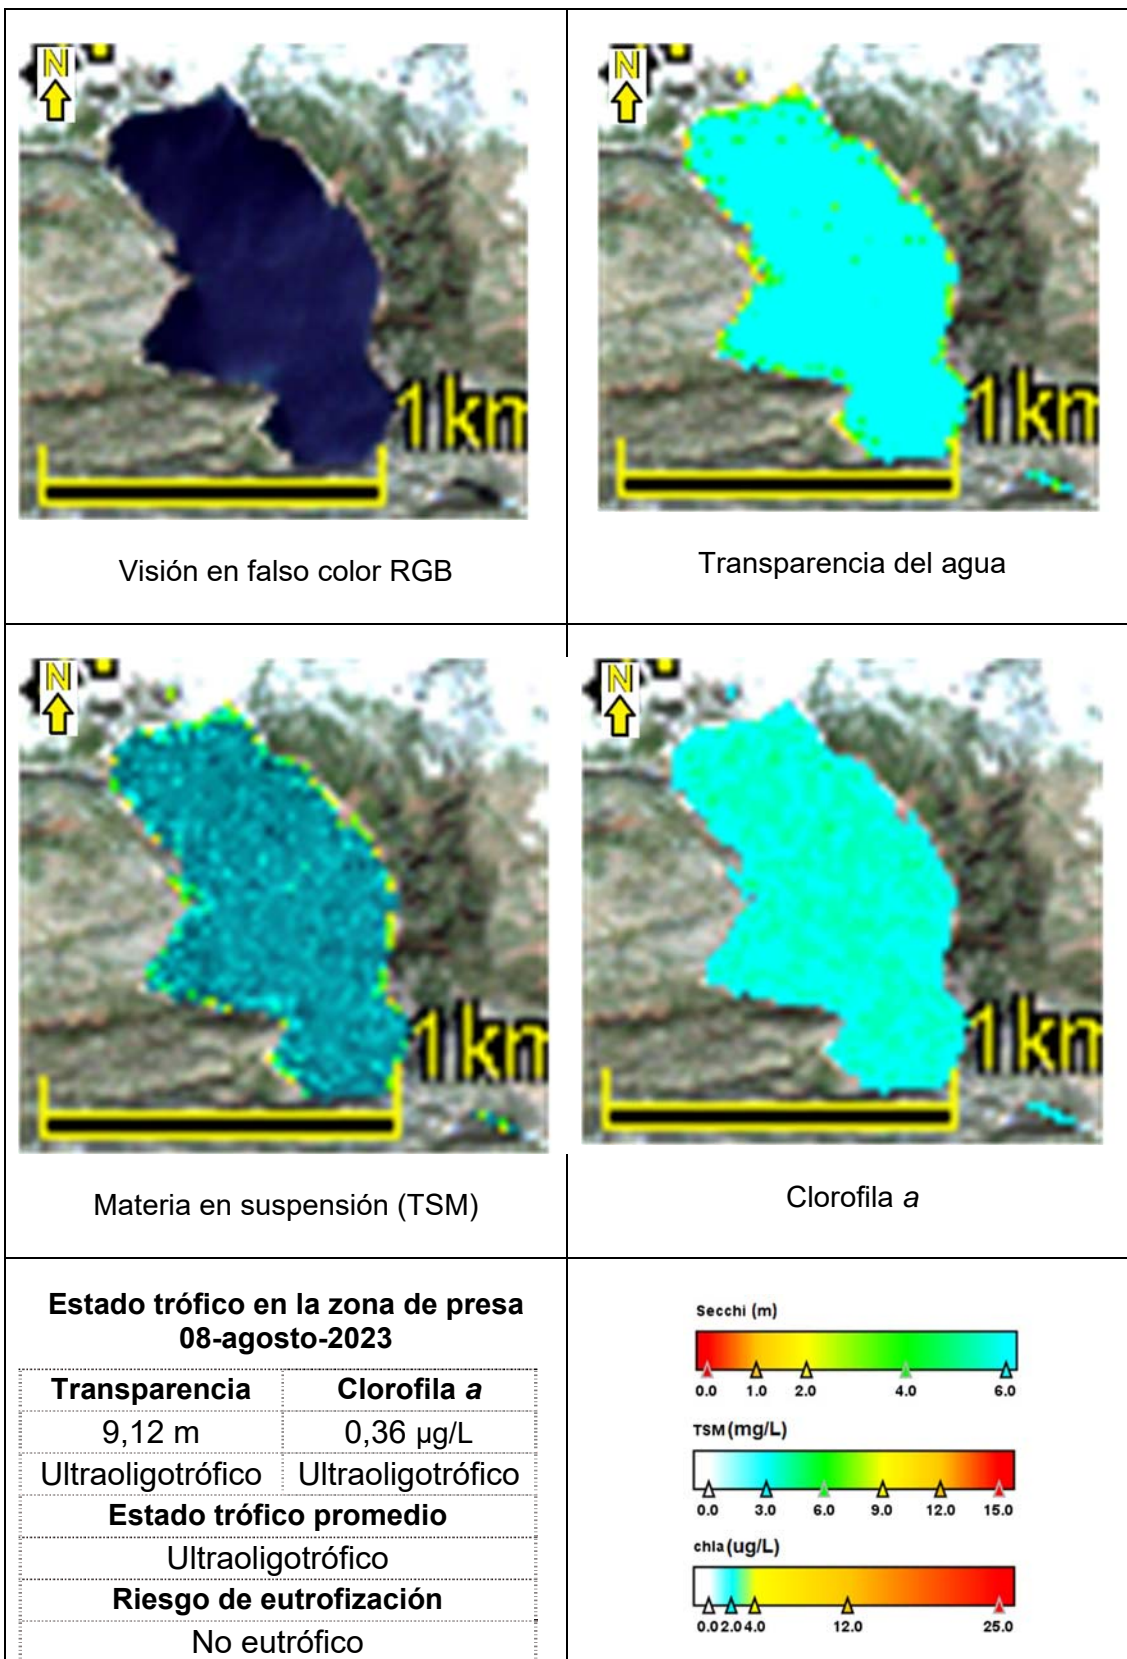 N
1km
Visión en falso color RGB
N
1km
Transparencia del agua
N
1km
Materia en suspensión (TSM)
N
1km
Clorofila a
Estado trófico en la zona de presa
08-agosto-2023
Transparencia Clorofila a
9,12 m 0,36 µg/L
Ultraoligotrófico Ultraoligotrófico
Estado trófico promedio
Ultraoligotrófico
Riesgo de eutrofización
No eutrófico
Secchi (m)
0.0 1.0 2.0 4.0 6.0
TSM (mg/L)
0.0 3.0 6.0 9.0 12.0 15.0
chla (ug/L)
0.0 2.0 4.0 12.0 25.0